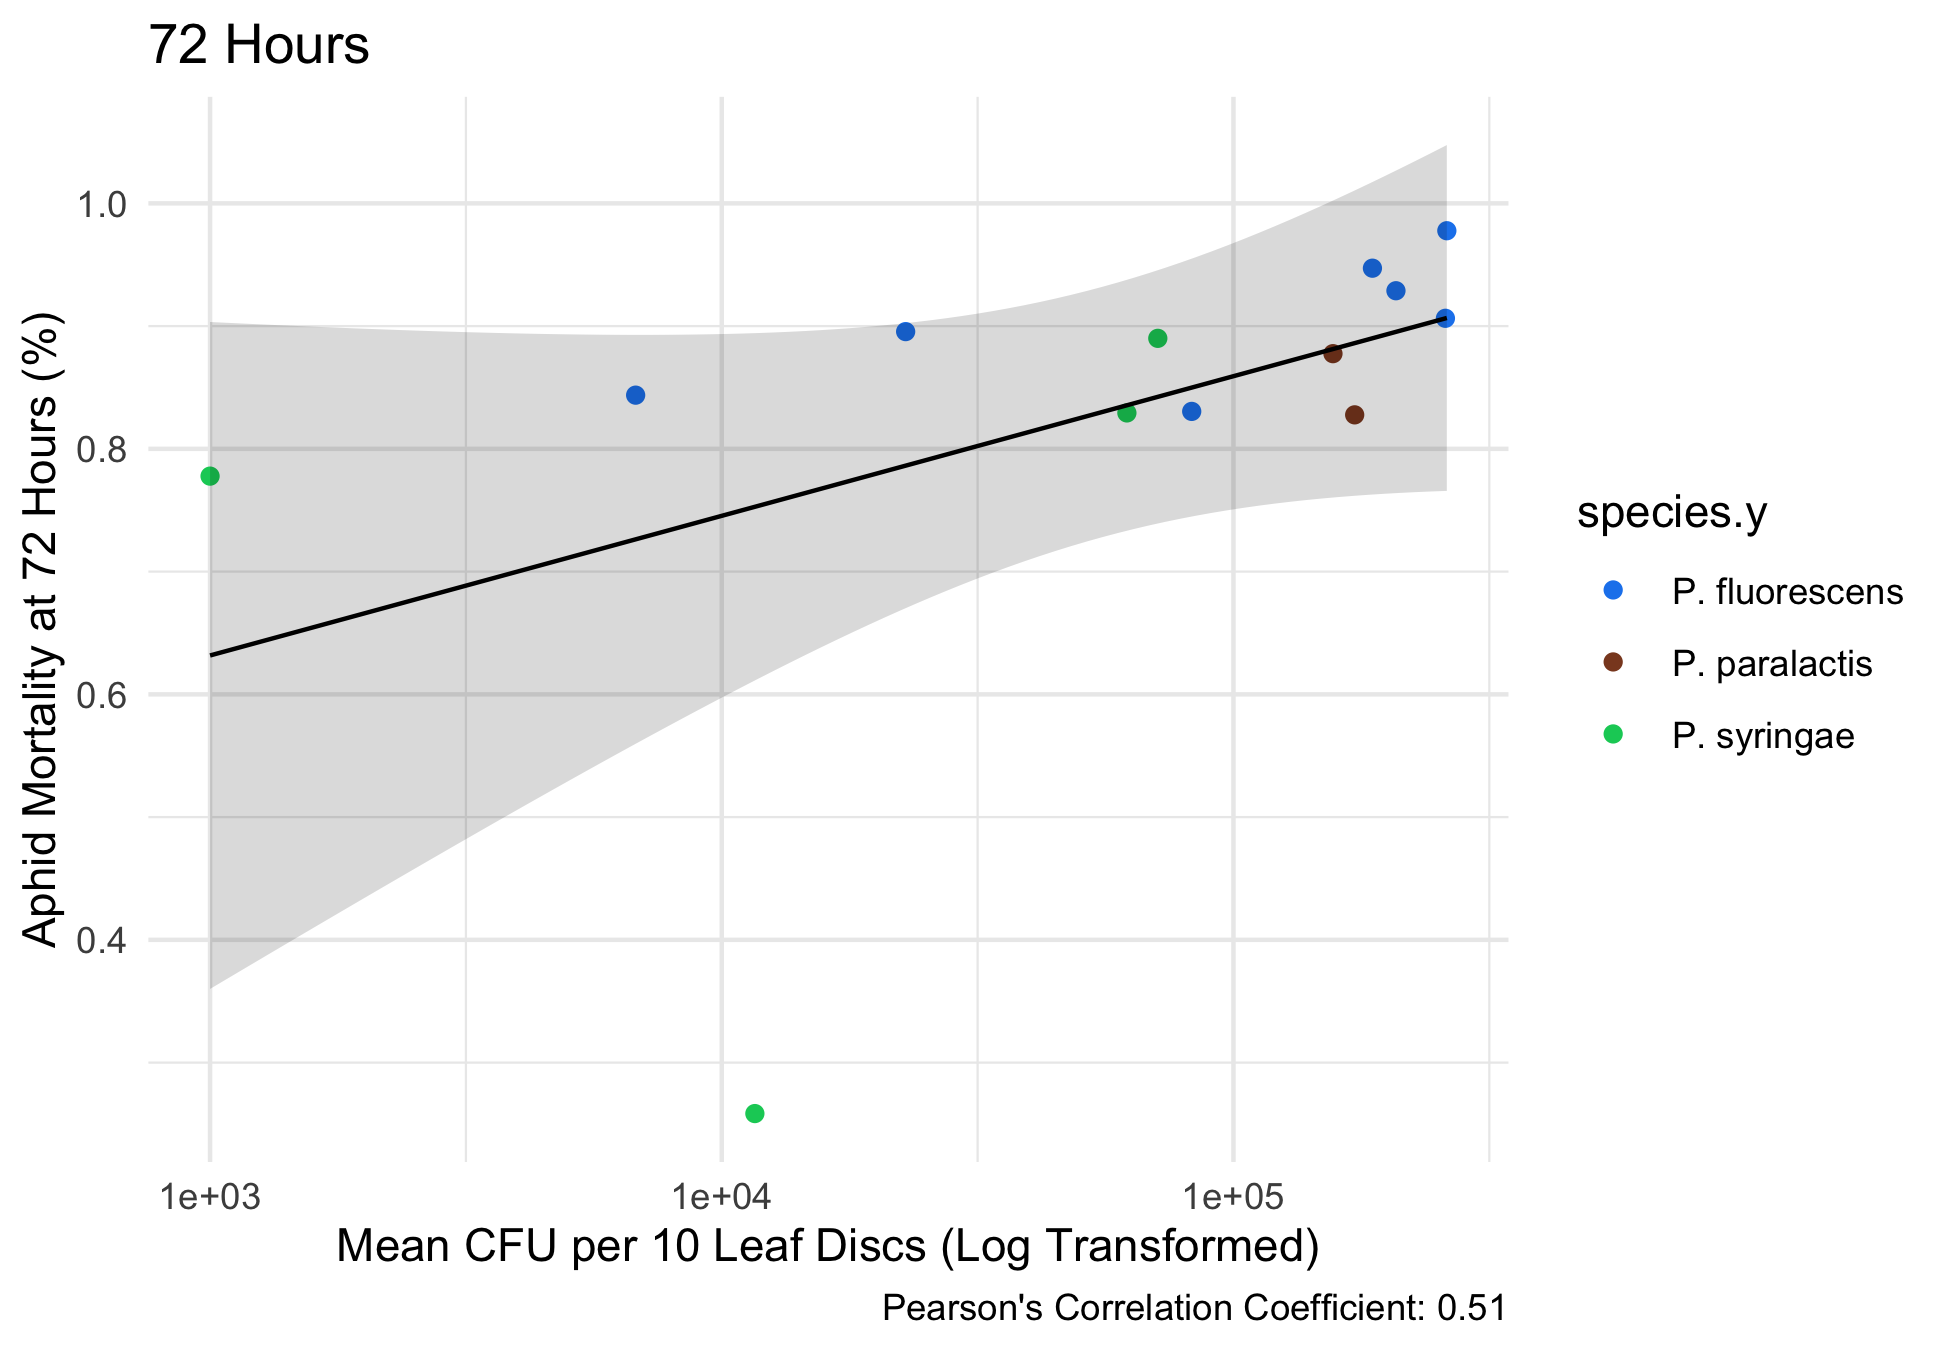 72 Hours
Aphid Mortality at 72 Hours (%)
1.0
0.8
0.6
0.4
1e+03
1e+04
1e+05
Mean CFU per 10 Leaf Discs (Log Transformed)
Pearson's Correlation Coefficient: 0.51
species.y
P. fluorescens
P. paralactis
P. syringae